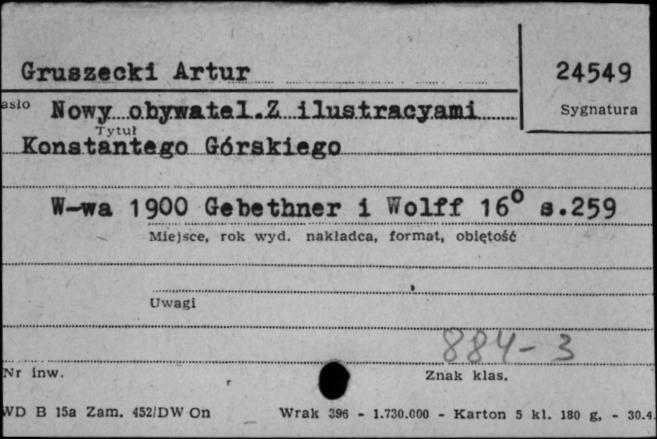 Gruszecki Artur
24549
asło Nowy obywatel.Z ilustracyami
Sygnatura
Tytuł
Konstantego Górskiego
W-wa 1900 Gebethner i Wolff 16° s.259
Miejsce, rok wyd. nakładca, format, objętość
Uwagi
884-3
Nr inw.
Znak klas.
WD B 15a Zam. 452/DW On Wrak 396 - 1.730.000 - Karton 5 kl. 180 g. - 30.4.